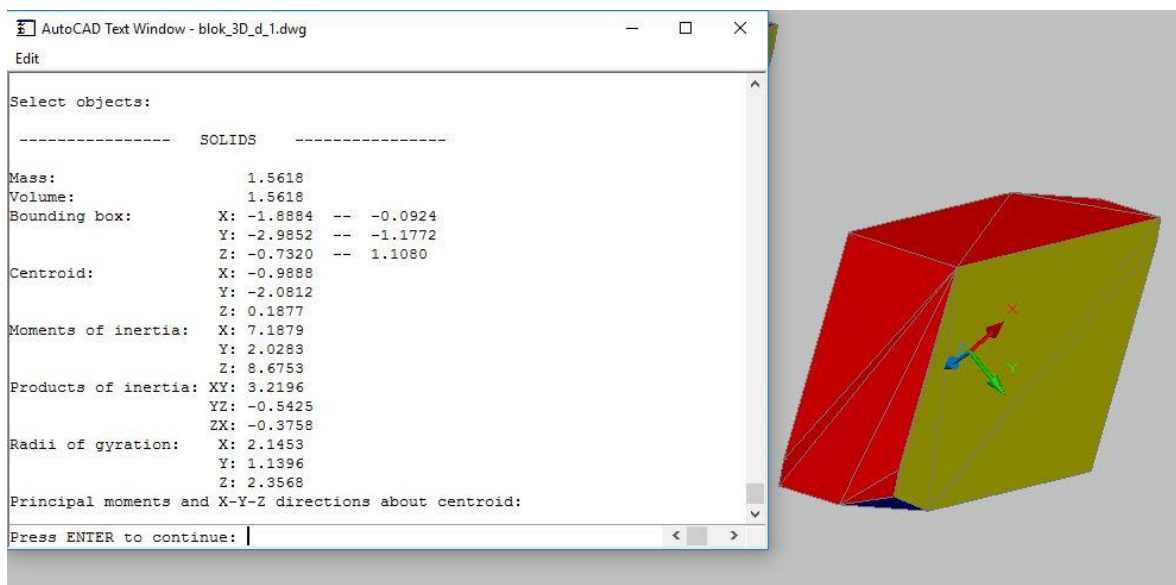 AutoCAD Text Window - blok_3D_d_1.dwg
Edit
Select objects:
---------------- SOLIDS ----------------
Mass: 1.5618
Volume: 1.5618
Bounding box: X: -1.8884 -- -0.0924
Y: -2.9852 -- -1.1772
Z: -0.7320 -- 1.1080
Centroid: X: -0.9888
Y: -2.0812
Z: 0.1877
Moments of inertia: X: 7.1879
Y: 2.0283
Z: 8.6753
Products of inertia: XY: 3.2196
YZ: -0.5425
ZX: -0.3758
Radii of gyration: X: 2.1453
Y: 1.1396
Z: 2.3568
Principal moments and X-Y-Z directions about centroid:
Press ENTER to continue:
X
Y